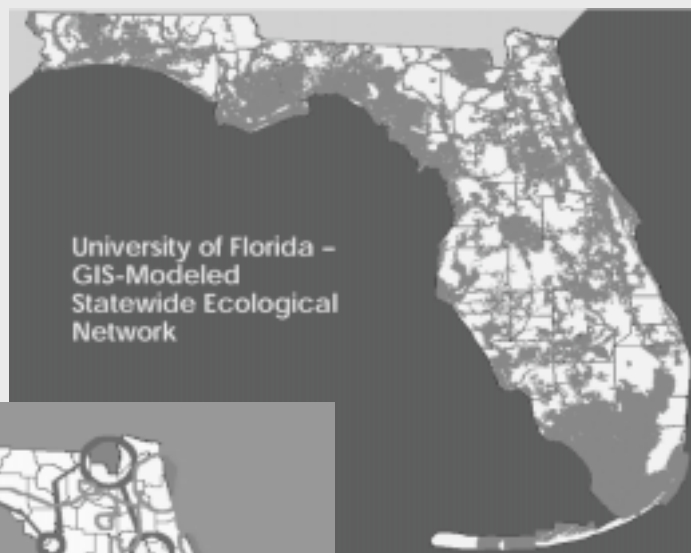 University of Florida –
GIS-Modeled
Statewide Ecological
Network